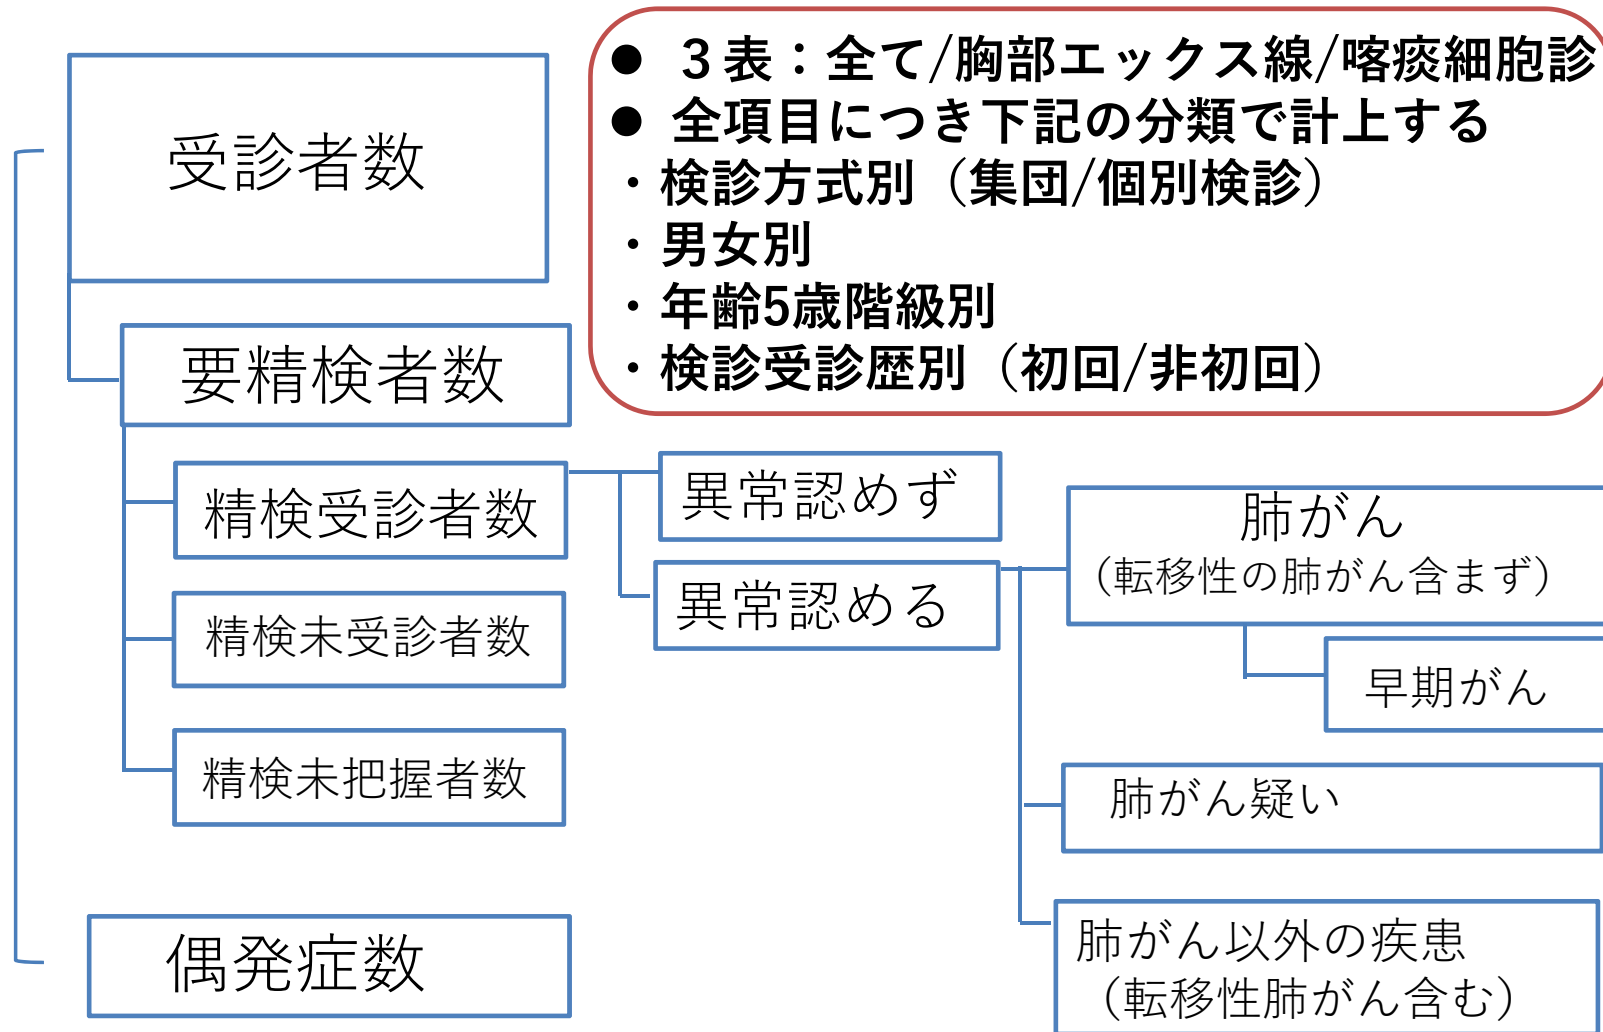 ● 3表：全て/胸部エックス線/喀痰細胞診
● 全項目につき下記の分類で計上する
・検診方式別（集団/個別検診）
・男女別
・年齢5歳階級別
・検診受診歴別（初回/非初回）
受診者数
要精検者数
精検受診者数
異常認めず
異常認める
肺がん
（転移性の肺がん含まず）
早期がん
精検未受診者数
精検未把握者数
肺がん疑い
肺がん以外の疾患
（転移性肺がん含む）
偶発症数